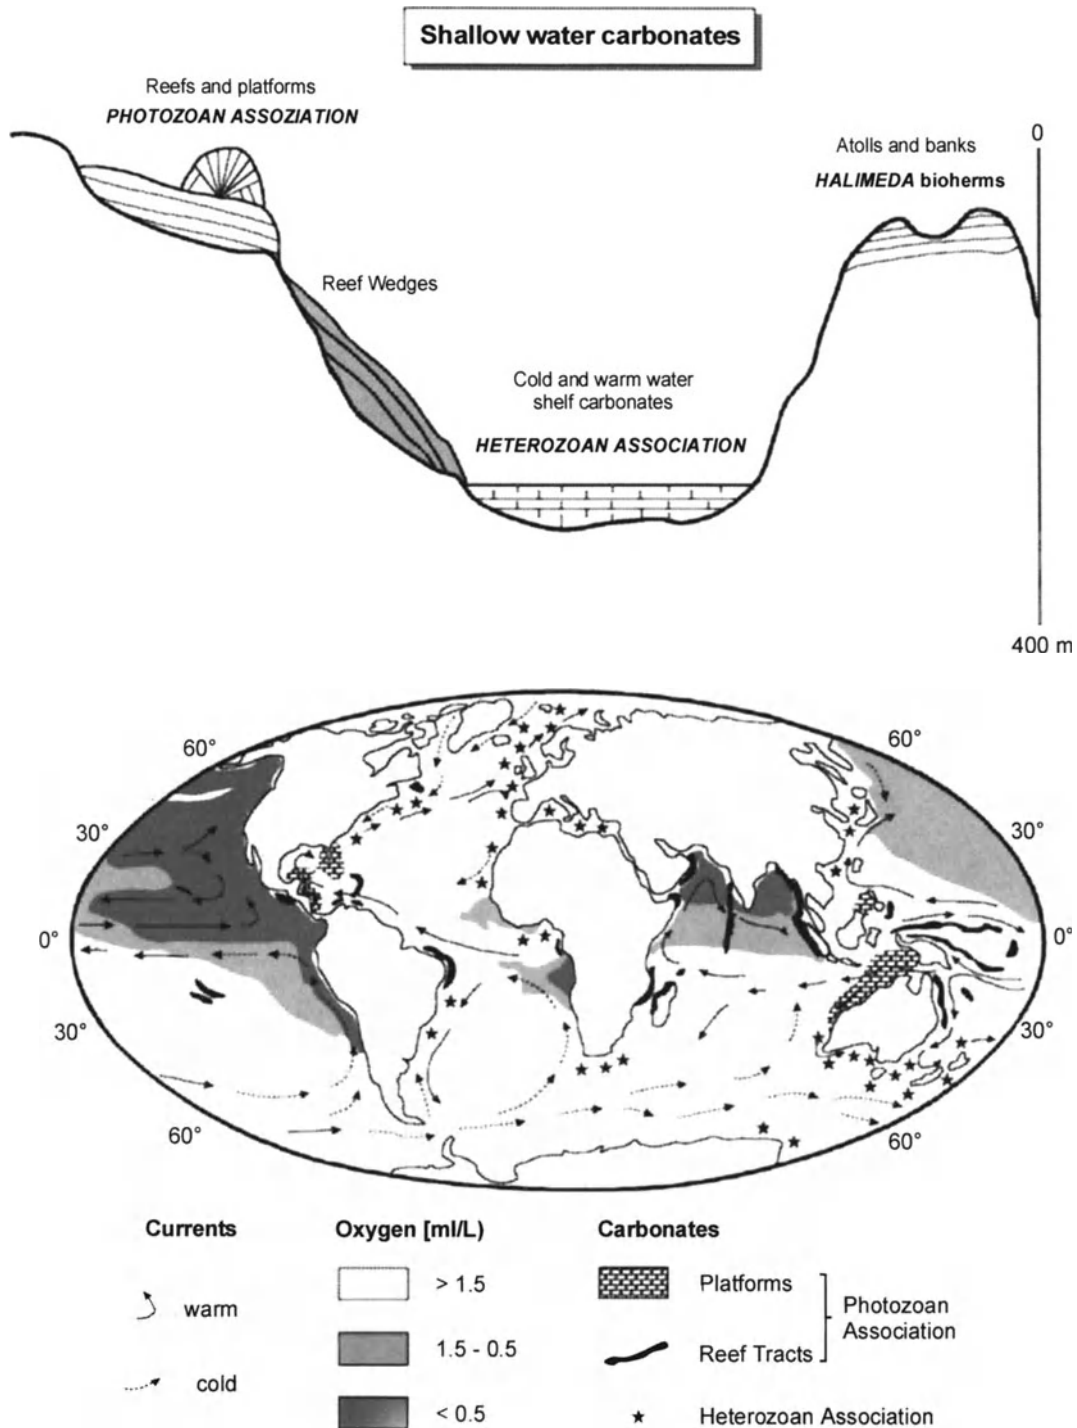 Shallow water carbonates
Reefs and platforms
PHOTOZOAN ASSOZIATION
0
Atolls and banks
HALIMEDA bioherms
Reef Wedges
Cold and warm water
shelf carbonates
HETEROZOAN ASSOCIATION
400 m
60°
60°
30°
30°
0°
0°
30°
30°
60°
60°
Currents
warm
cold
Oxygen [ml/L)
> 1.5
1.5 - 0.5
< 0.5
Carbonates
Platforms
Reef Tracts
Photozoan
Association
Heterozoan Association